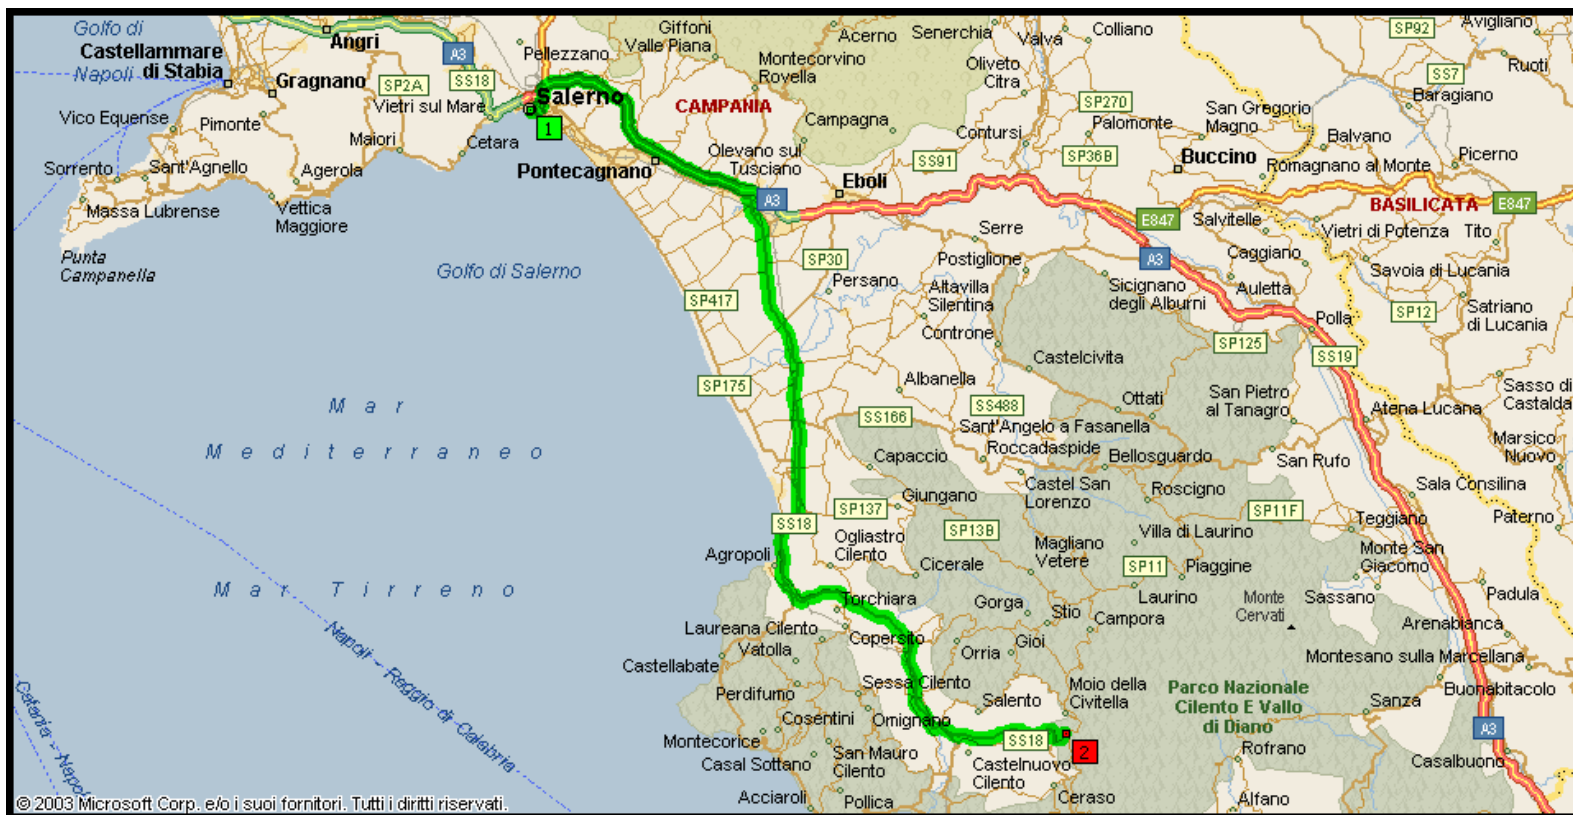 Golfo di
Napoli
Castellammare
di Stabia
Angri
A3
Pellezzano
Giffoni
Valle Piana
Acerno
Senerchia
Valva
Colliano
SP92
Avigliano
Gragnano
SP2A
SS18
Vietri sul Mare
Salerno
1
Montecorvino
Rovella
CAMPANIA
Oliveto
Citra
SP270
San Gregorio
Magno
SS7
Ruoti
Baragiano
Vico Equense
Pimonte
Maiori
Cetara
Campagna
Contursi
Palomonte
Balvano
Sorrento
Sant'Agnello
Agerola
Pontecagnano
Olevano sul
Tusciano
SS91
SP36B
Buccino
Romagnano al Monte
Picerno
Massa Lubrense
Vettica
Maggiore
A3
Eboli
E847
Salvitelle
BASILICATA
E847
Punta
Campanella
Golfo di Salerno
Serre
Vietri di Potenza
Tito
SP30
Postiglione
A3
Caggiano
Savoia di Lucania
SP417
Persano
Altavilla
Silentina
Sicignano
degli Alburni
Auletta
Satriano
di Lucania
Controne
Polla
SP12
SP125
SS19
SP175
Castelcivita
Albanella
Ottati
San Pietro
al Tanagro
Sasso di
Castalda
Mar
Mediterraneo
SS166
SS488
Sant'Angelo a Fasanella
Atena Lucana
Roccadaspide
Marsico
Nuovo
Capaccio
Bellosguardo
San Rufo
Giungano
Castel San
Lorenzo
Roscigno
Sala Consilina
SS18
SP137
SP13B
SP11F
Teggiano
Paterno
Agropoli
Ogliastro
Cilento
Magliano
Vetere
Villa di Laurino
Monte San
Giacomo
Cicerale
SP11
Piaggine
Mar Tirreno
Torchiara
Gorga
Stio
Laurino
Monte
Cervati
Sassano
Padula
Laureana Cilento
Copersito
Gioi
Campora
Arenabianca
Napoli - Reggio di Calabria
Castellabate
Vatolla
Orria
Montesano sulla Marcellana
Perdifumo
Sessa Cilento
Salento
Moio della
Civitella
Parco Nazionale
Cilento E Vallo
di Diano
Sanza
Buonabitacolo
Catania - Napoli
Cosentini
Omignano
A3
Montecorice
San Mauro
Cilento
SS18
2
Rofrano
Casal Sottano
Castelnuovo
Cilento
Casalbuono
Acciaroli
Pollica
Ceraso
Alfano
© 2003 Microsoft Corp. e/o i suoi fornitori. Tutti i diritti riservati.